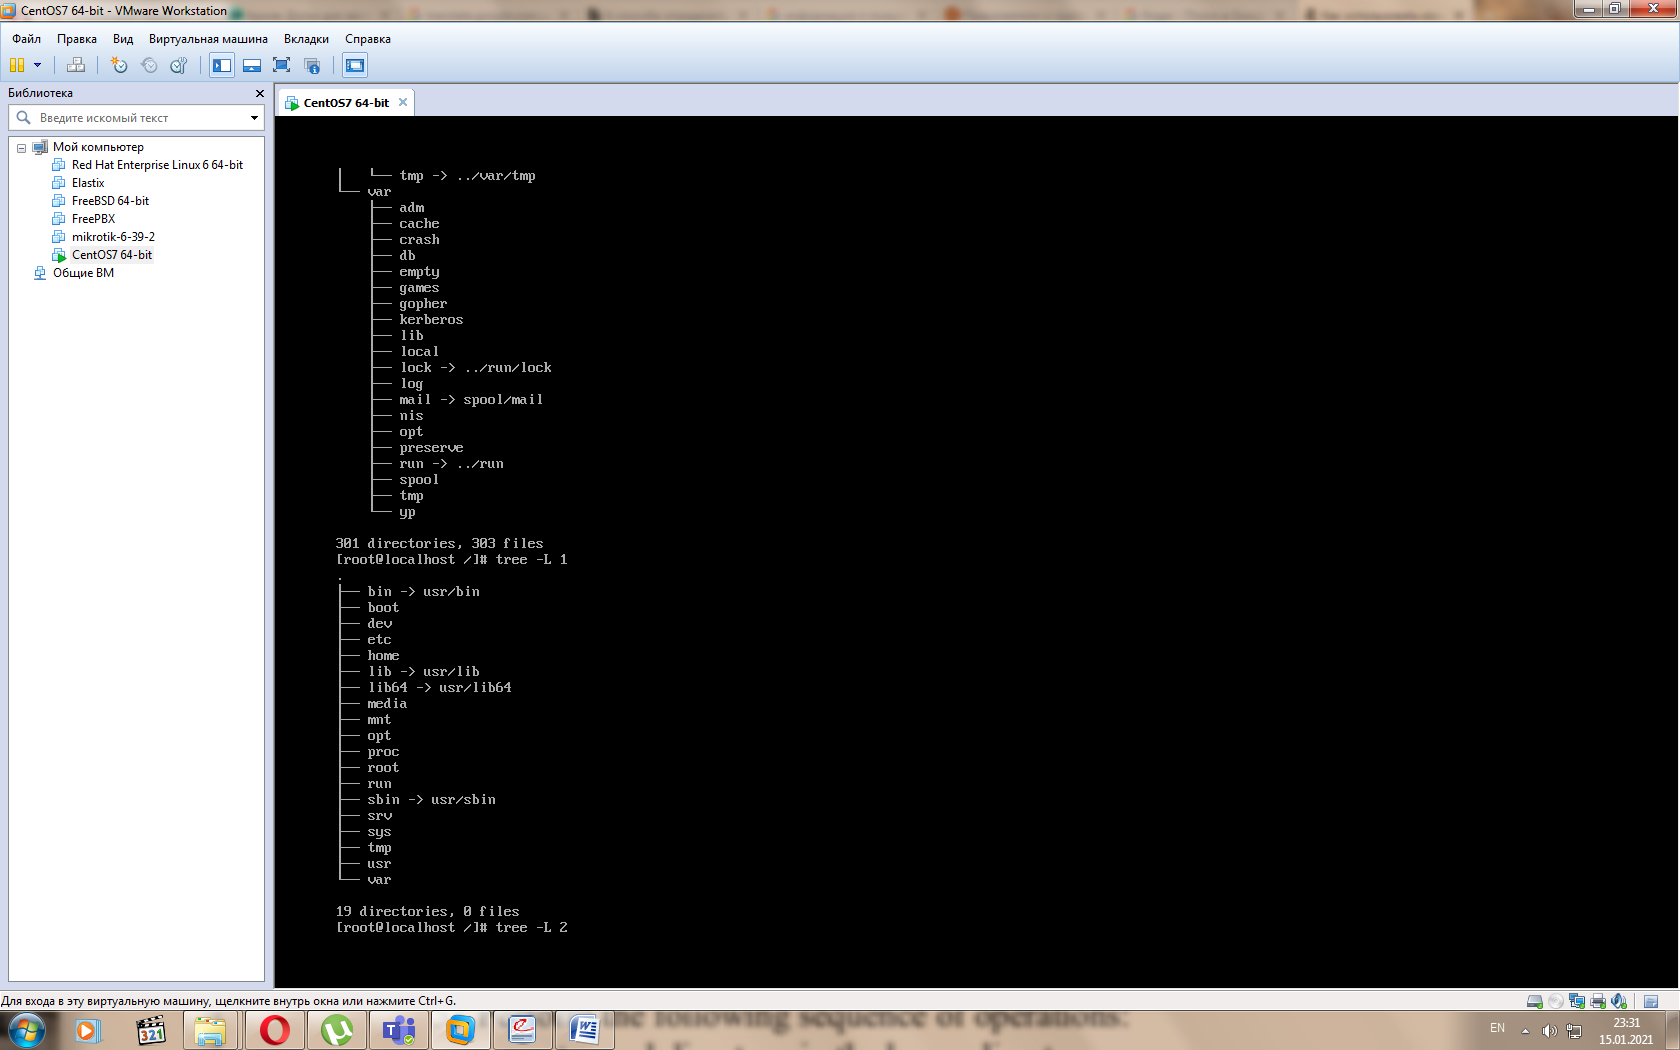 CentOS7 64-bit - VMware Workstation
Файл Правка Вид Виртуальная машина Вкладки Справка
Библиотека
Введите искомый текст
Мой компьютер
Red Hat Enterprise Linux 6 64-bit
Elastix
FreeBSD 64-bit
FreePBX
mikrotik-6-39-2
CentOS7 64-bit
Общие ВМ
CentOS7 64-bit
│   └── tmp -> ../var/tmp
└── var
    ├── adm
    ├── cache
    ├── crash
    ├── db
    ├── empty
    ├── games
    ├── gopher
    ├── kerberos
    ├── lib
    ├── local
    ├── lock -> ../run/lock
    ├── log
    ├── mail -> spool/mail
    ├── nis
    ├── opt
    ├── preserve
    ├── run -> ../run
    ├── spool
    ├── tmp
    └── yp
301 directories, 303 files
[root@localhost /]# tree -L 1
.
├── bin -> usr/bin
├── boot
├── dev
├── etc
├── home
├── lib -> usr/lib
├── lib64 -> usr/lib64
├── media
├── mnt
├── opt
├── proc
├── root
├── run
├── sbin -> usr/sbin
├── srv
├── sys
├── tmp
├── usr
└── var
19 directories, 0 files
[root@localhost /]# tree -L 2
Для входа в эту виртуальную машину, щелкните внутрь окна или нажмите Ctrl+G.
following sequence of operations:
321
EN
23:31
15.01.2021